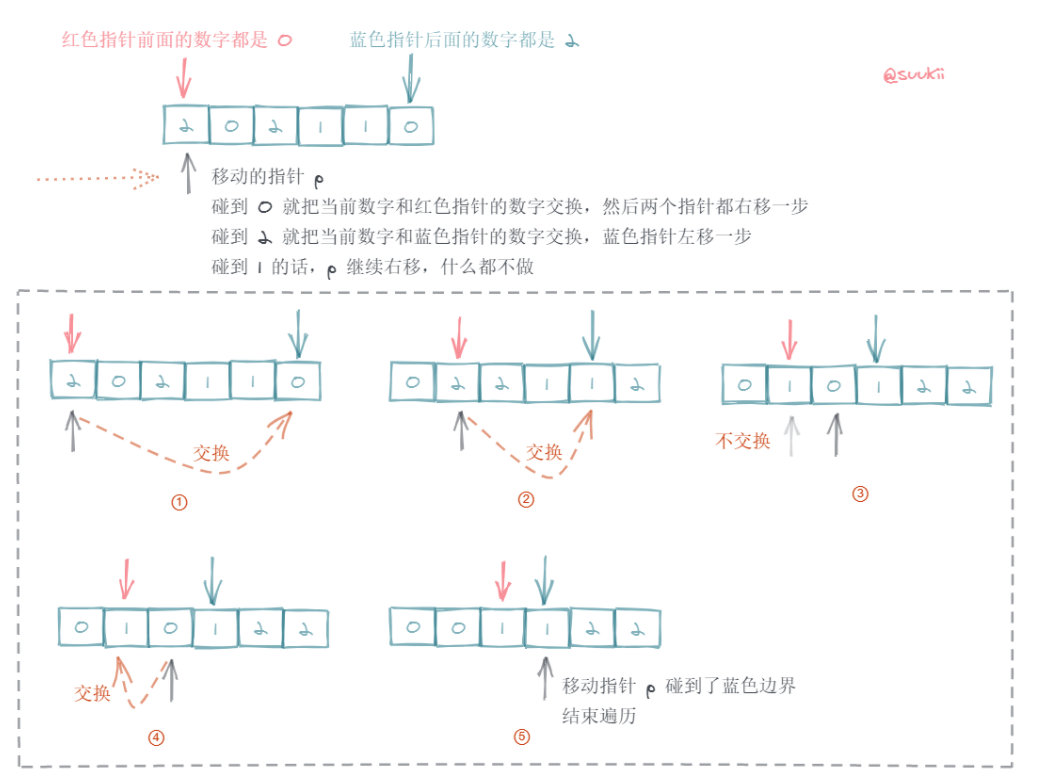 红色指针前面的数字都是 0
蓝色指针后面的数字都是 2
@suukii
2 0 2 1 1 0
移动的指针 p
碰到 0 就把当前数字和红色指针的数字交换，然后两个指针都右移一步
碰到 2 就把当前数字和蓝色指针的数字交换，蓝色指针左移一步
碰到 1 的话，p 继续右移，什么都不做
2 0 2 1 1 0
交换
①
0 2 2 1 1 2
交换
②
0 1 0 1 2 2
不交换
③
0 1 0 1 2 2
交换
④
0 0 1 1 2 2
移动指针 p 碰到了蓝色边界
结束遍历
⑤